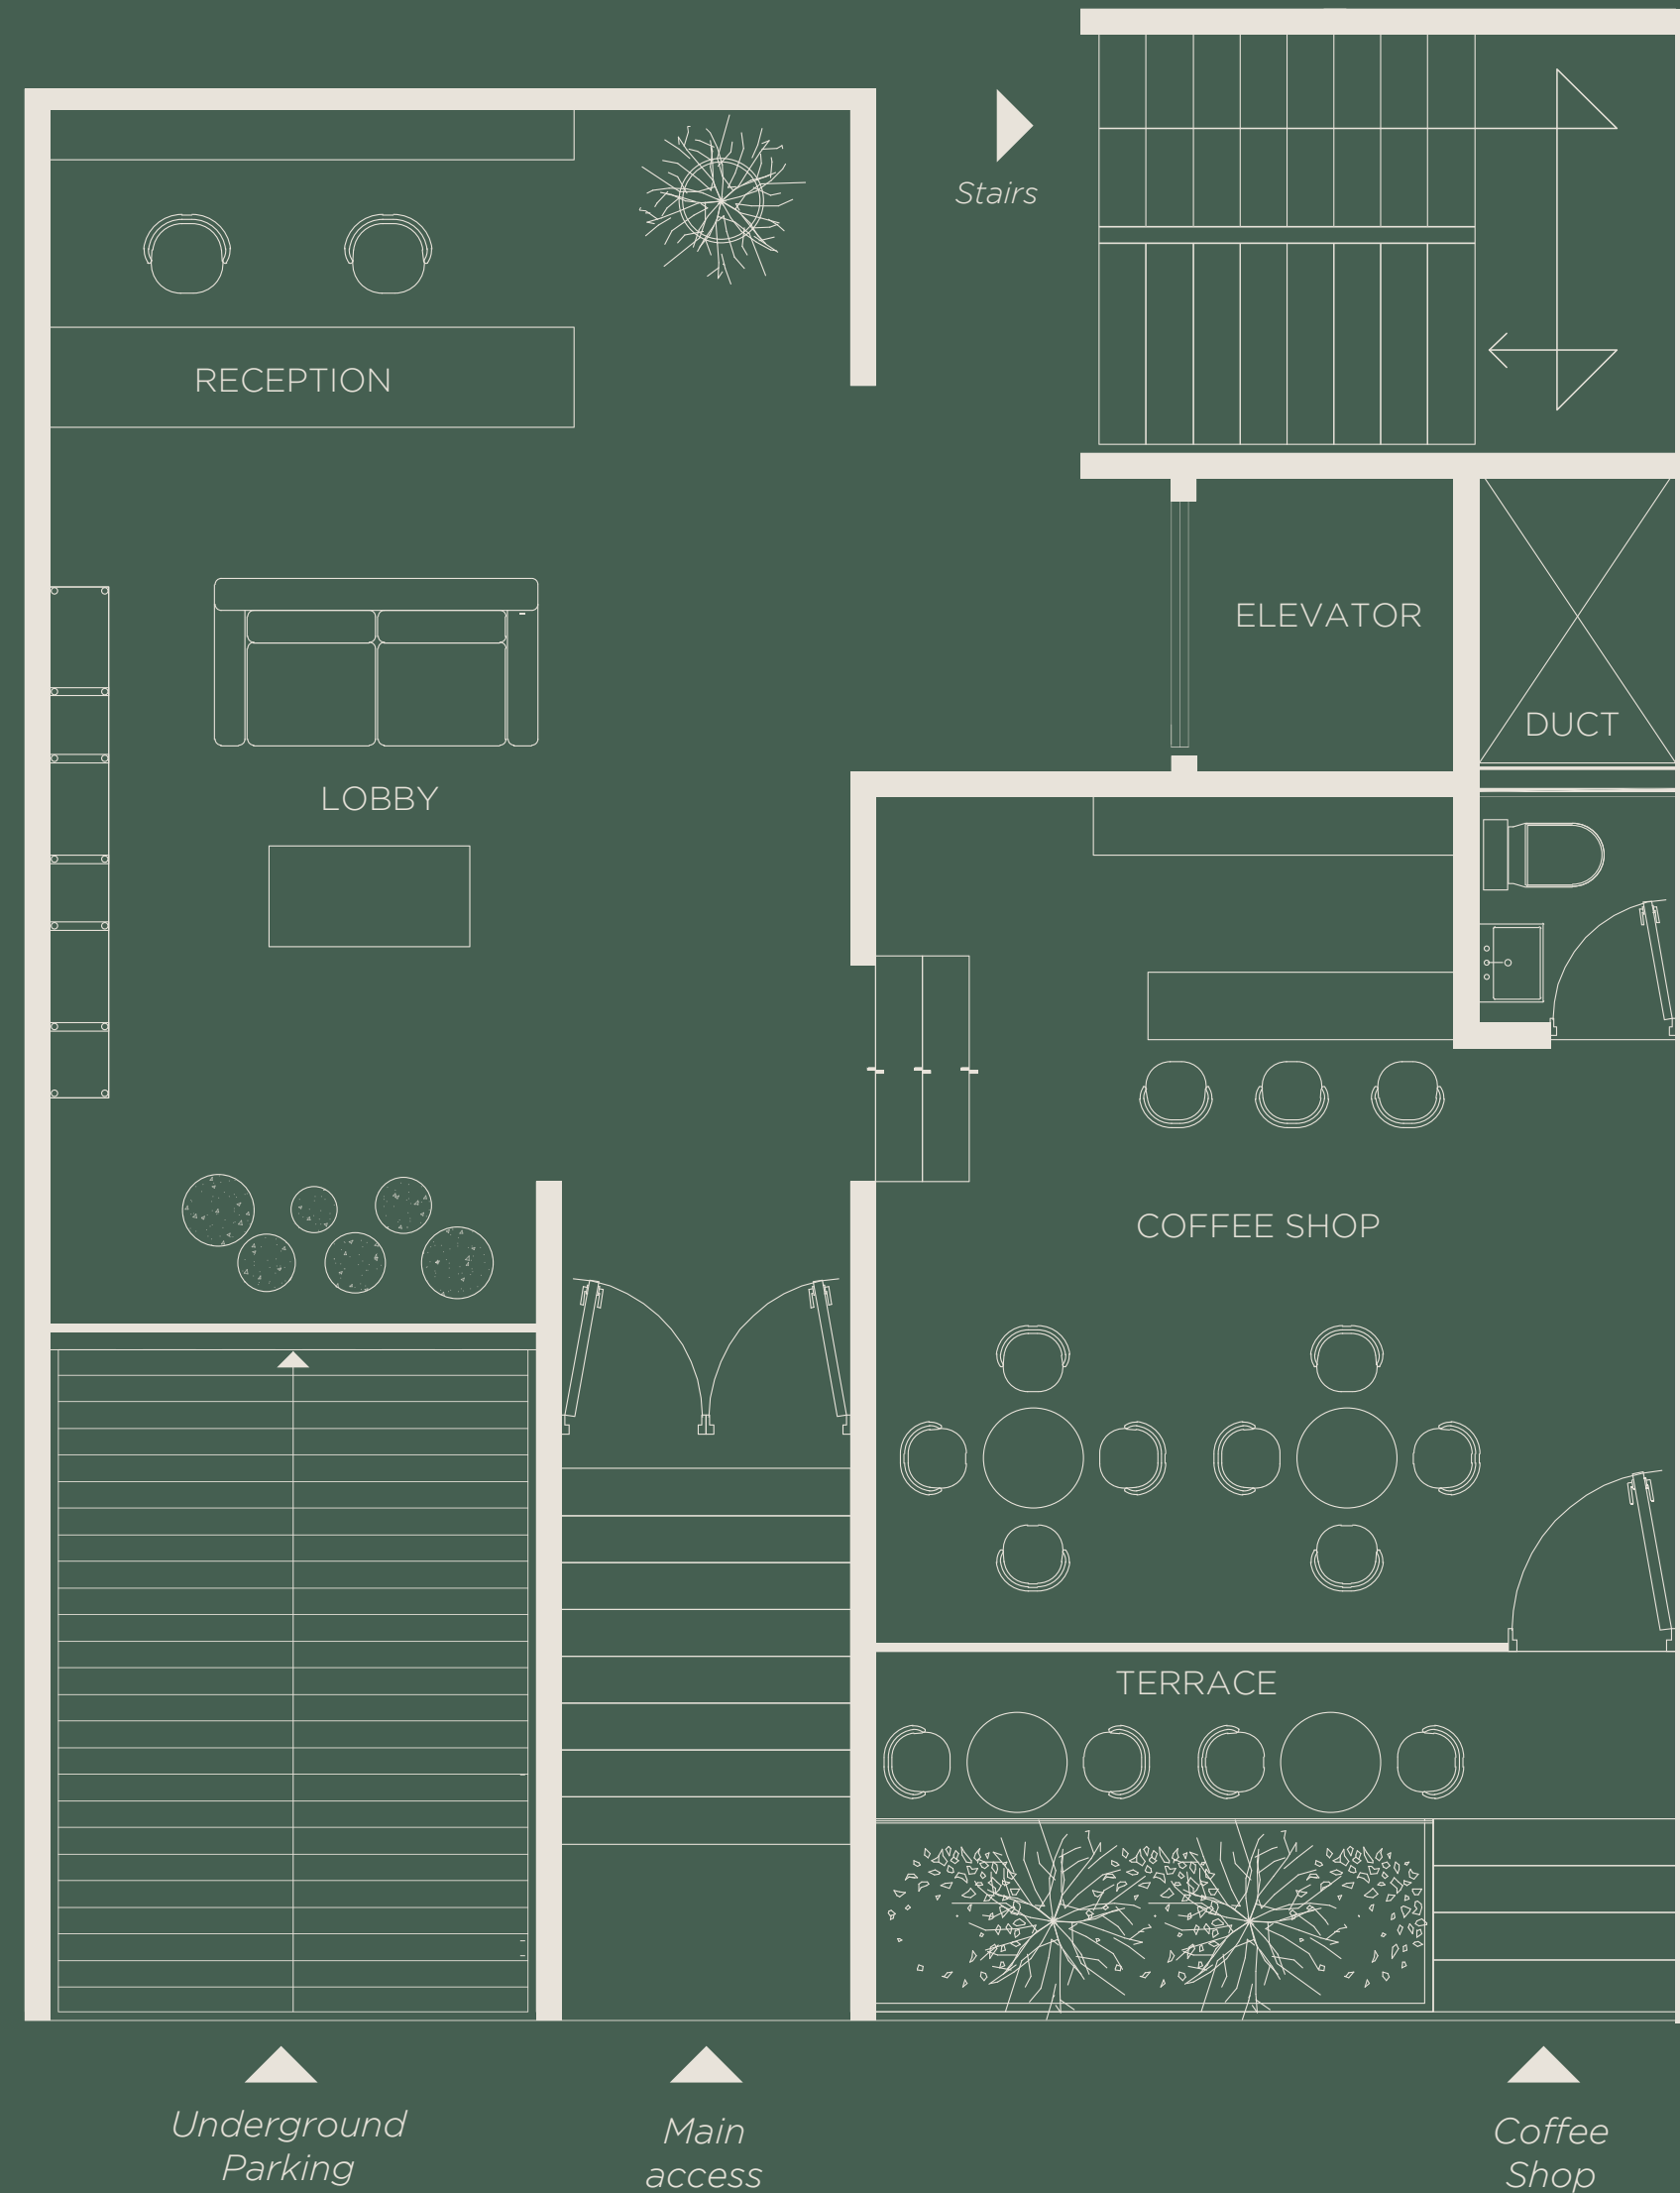 Stairs
RECEPTION
ELEVATOR
DUCT
LOBBY
COFFEE SHOP
TERRACE
Underground
Parking
Main
access
Coffee
Shop